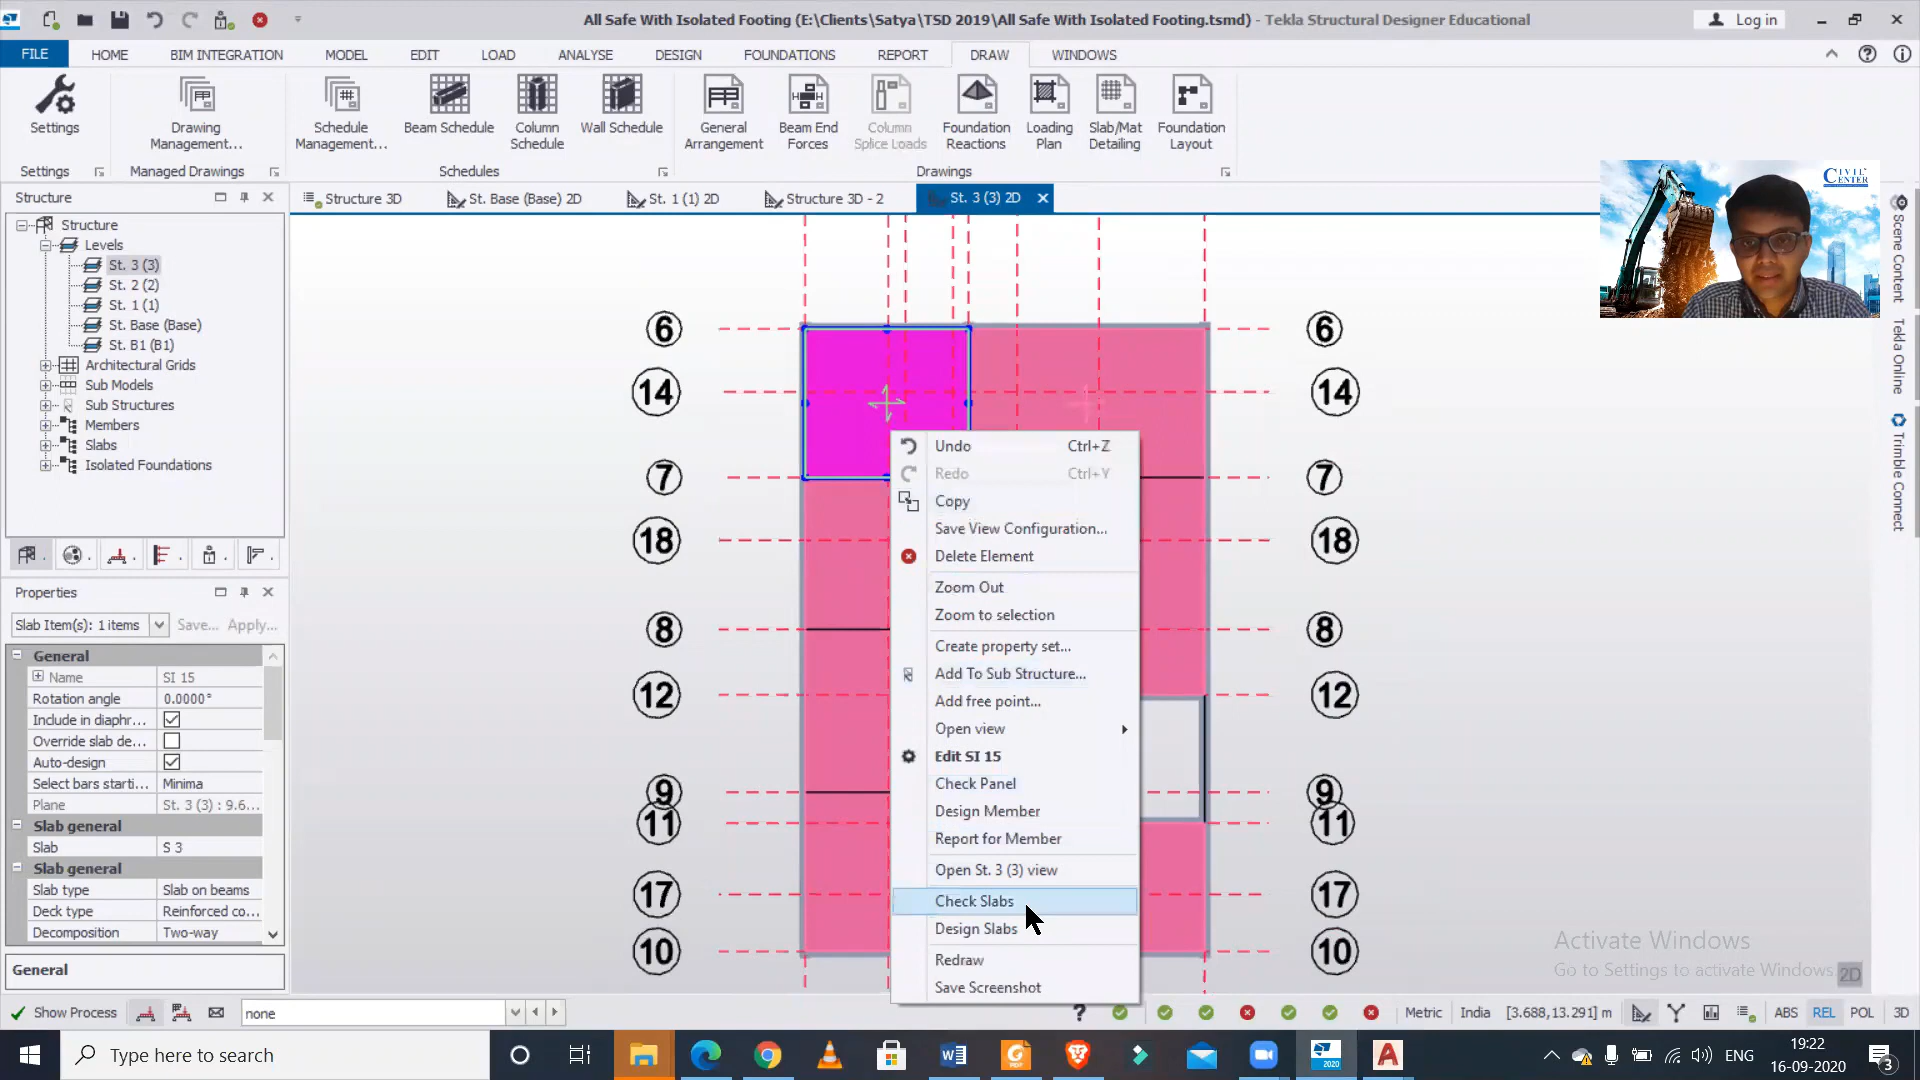 All Safe With Isolated Footing (E:\Clients\Satya\TSD 2019\All Safe With Isolated Footing.tsmd) - Tekla Structural Designer Educational
Log in
FILE
HOME
BIM INTEGRATION
MODEL
EDIT
LOAD
ANALYSE
DESIGN
FOUNDATIONS
REPORT
DRAW
WINDOWS
Settings
Drawing
Management...
Schedule
Management...
Beam Schedule
Column
Schedule
Wall Schedule
General
Arrangement
Beam End
Forces
Column
Splice Loads
Foundation
Reactions
Loading
Plan
Slab/Mat
Detailing
Foundation
Layout
Settings
Managed Drawings
Schedules
Drawings
Structure
Structure 3D
St. Base (Base) 2D
St. 1 (1) 2D
Structure 3D - 2
St. 3 (3) 2D
CIVIL
CENTER
Structure
Levels
St. 3 (3)
St. 2 (2)
St. 1 (1)
St. Base (Base)
St. B1 (B1)
Architectural Grids
Sub Models
Sub Structures
Members
Slabs
Isolated Foundations
Scene Content
Tekla Online
Trimble Connect
6
14
7
18
8
12
9
11
17
10
6
14
7
18
8
12
9
11
17
10
Undo Ctrl+Z
Redo Ctrl+Y
Copy
Save View Configuration...
Delete Element
Zoom Out
Zoom to selection
Create property set...
Add To Sub Structure...
Add free point...
Open view
Edit SI 15
Check Panel
Design Member
Report for Member
Open St. 3 (3) view
Check Slabs
Design Slabs
Redraw
Save Screenshot
Properties
Slab Item(s): 1 items
Save...
Apply...
General
Name SI 15
Rotation angle 0.0000°
Include in diaphr...
Override slab de...
Auto-design
Select bars starti... Minima
Plane St. 3 (3) : 9.6...
Slab general
Slab S 3
Slab general
Slab type Slab on beams
Deck type Reinforced co...
Decomposition Two-way
General
Activate Windows
Go to Settings to activate Windows.
2D
Show Process
none
Metric
India
[3.688,13.291] m
ABS
REL
POL
3D
Type here to search
2020
ENG
19:22
16-09-2020
3